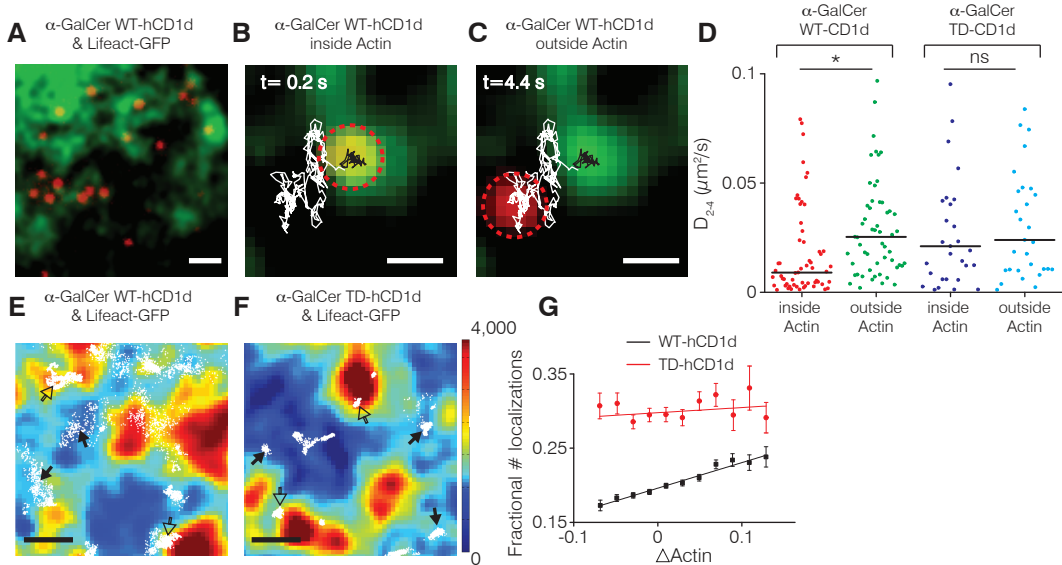 A
α-GalCer WT-hCD1d
& Lifeact-GFP
B
α-GalCer WT-hCD1d
inside Actin
t= 0.2 s
C
α-GalCer WT-hCD1d
outside Actin
t=4.4 s
D
α-GalCer
WT-CD1d
α-GalCer
TD-CD1d
*
ns
0.1
0.05
0
D2-4 (μm²/s)
inside
Actin
outside
Actin
inside
Actin
outside
Actin
E
α-GalCer WT-hCD1d
& Lifeact-GFP
F
α-GalCer TD-hCD1d
& Lifeact-GFP
4,000
0
G
WT-hCD1d
TD-hCD1d
Fractional # localizations
0.35
0.25
0.15
-0.1
0
0.1
△Actin